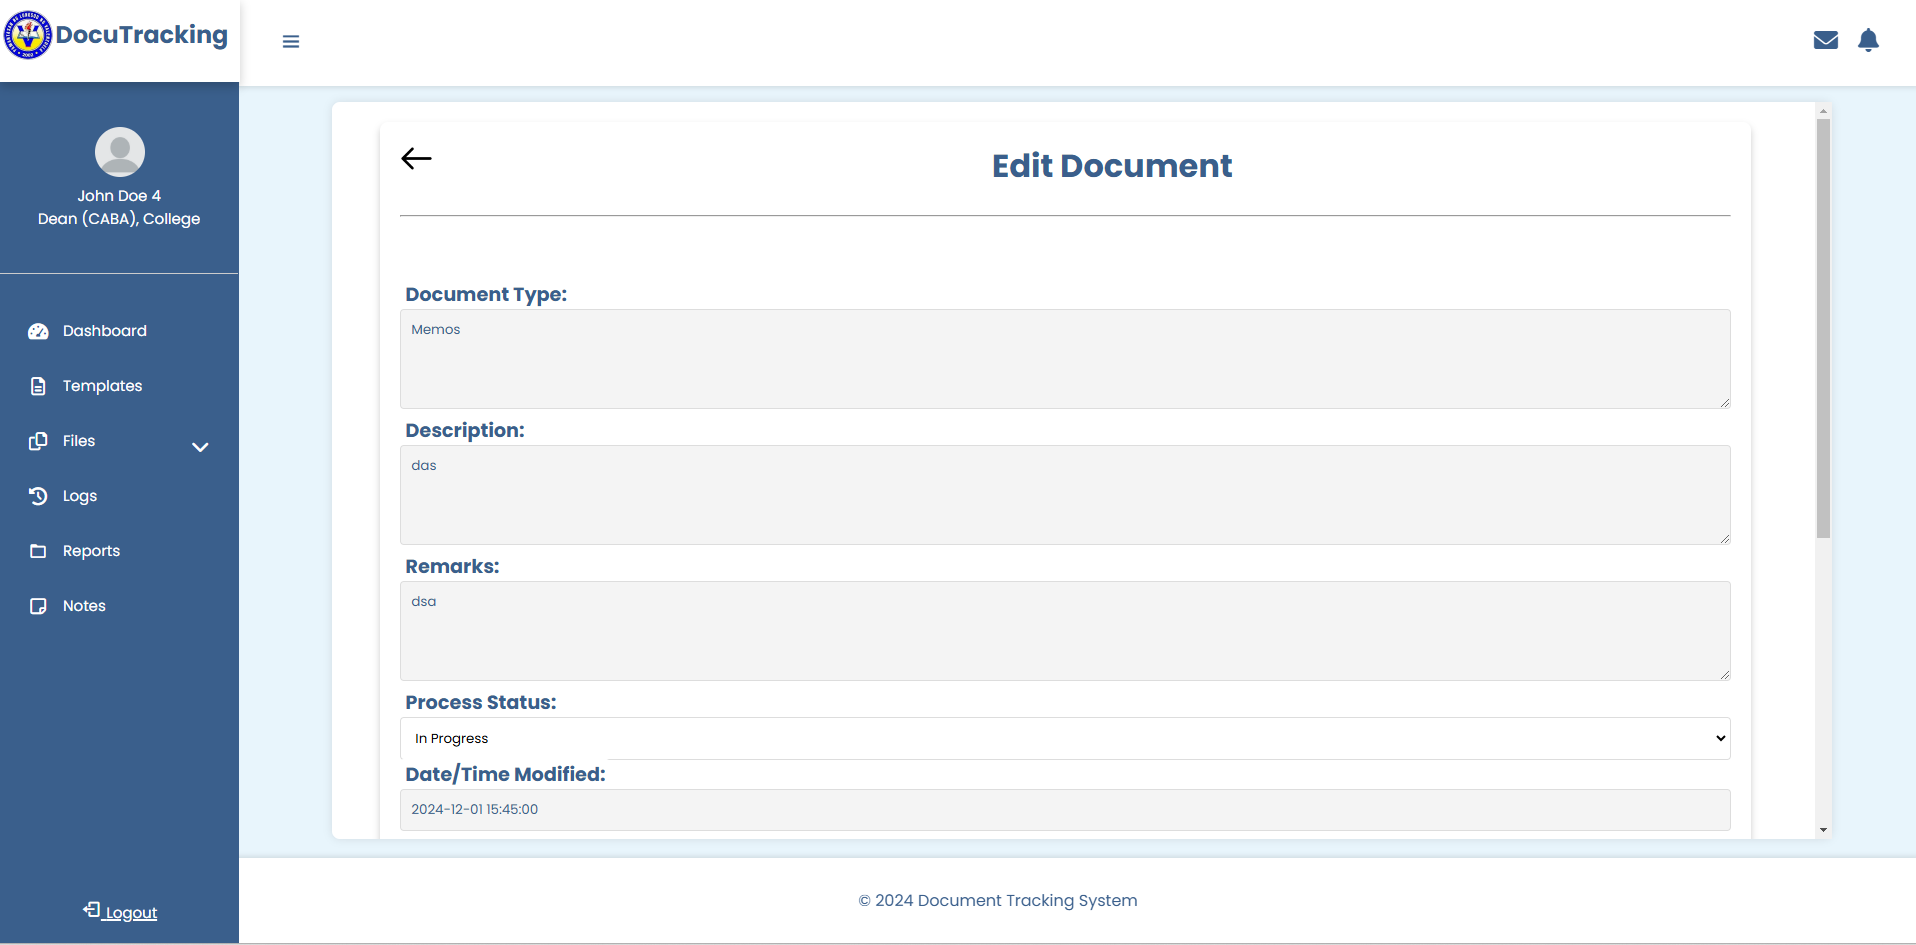 DocuTracking
John Doe 4
Dean (CABA), College
Dashboard
Templates
Files
Logs
Reports
Notes
Logout
Edit Document
Document Type:
Memos
Description:
das
Remarks:
dsa
Process Status:
In Progress
Date/Time Modified:
2024-12-01 15:45:00
© 2024 Document Tracking System